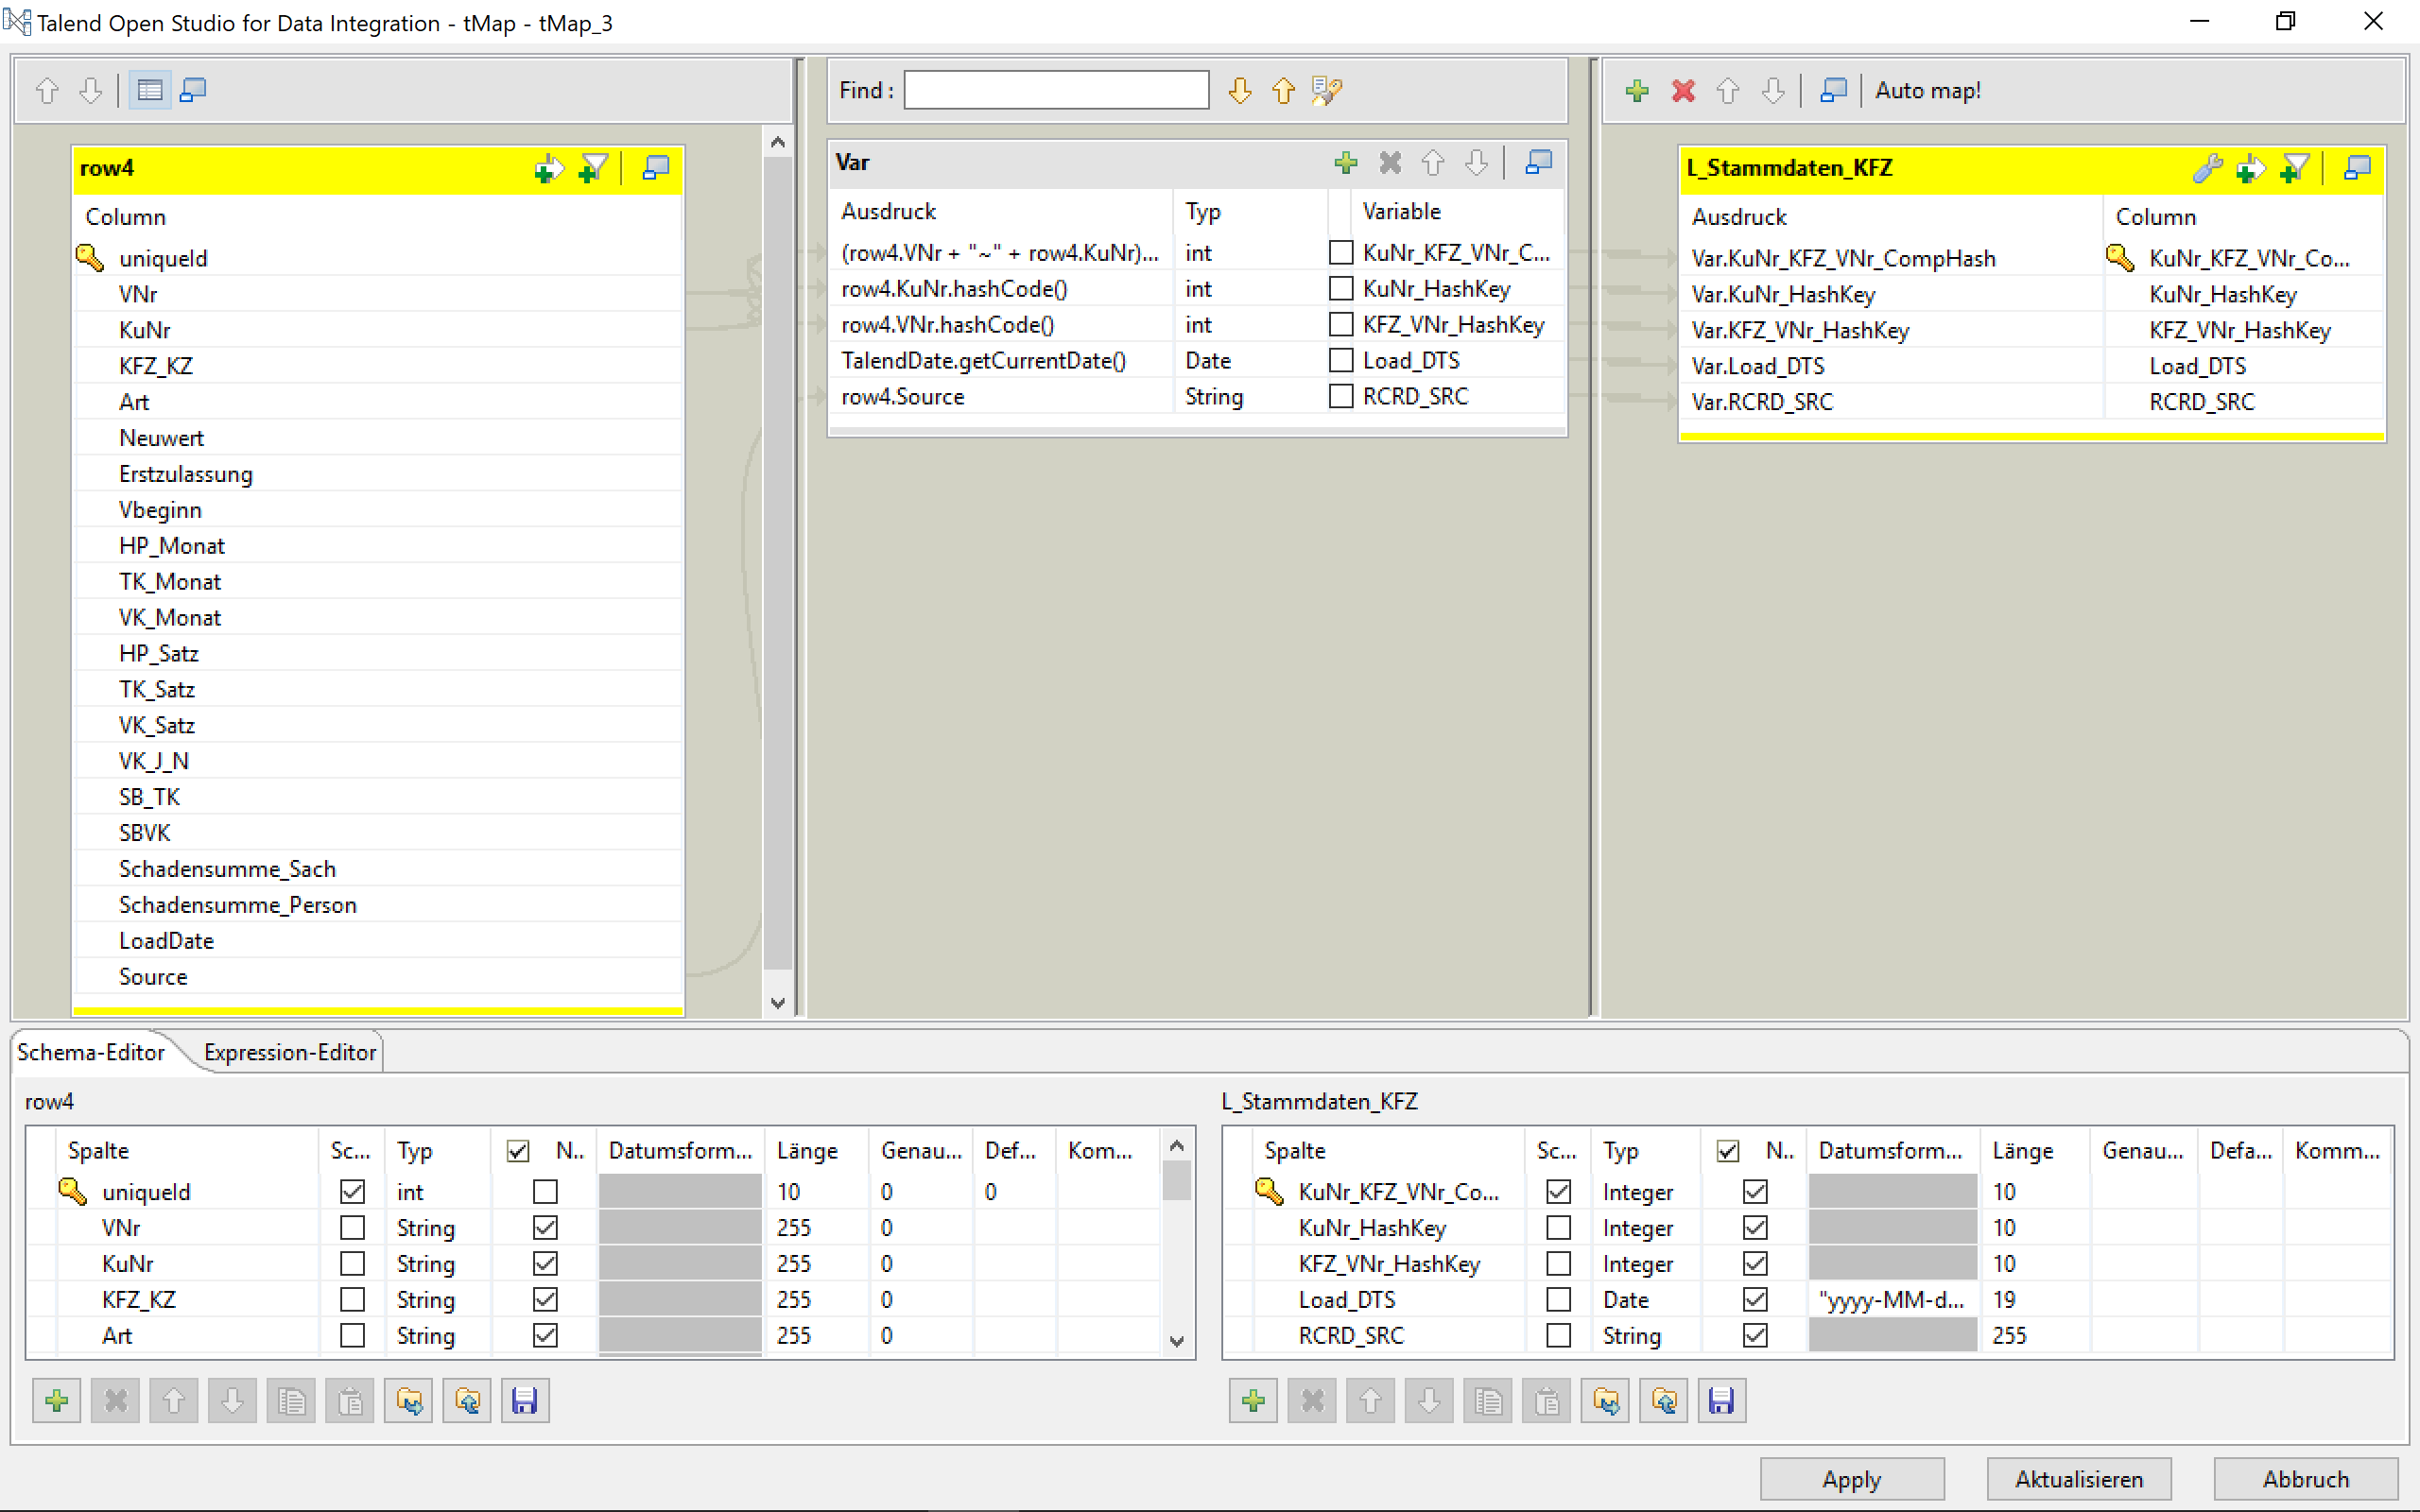 Talend Open Studio for Data Integration - tMap - tMap_3
Find :
Auto map!
row4
Column
uniqueId
VNr
KuNr
KFZ_KZ
Art
Neuwert
Erstzulassung
Vbeginn
HP_Monat
TK_Monat
VK_Monat
HP_Satz
TK_Satz
VK_Satz
VK_J_N
SB_TK
SBVK
Schadensumme_Sach
Schadensumme_Person
LoadDate
Source
Var
Ausdruck Typ Variable
(row4.VNr + "~" + row4.KuNr)... int KuNr_KFZ_VNr_C...
row4.KuNr.hashCode() int KuNr_HashKey
row4.VNr.hashCode() int KFZ_VNr_HashKey
TalendDate.getCurrentDate() Date Load_DTS
row4.Source String RCRD_SRC
L_Stammdaten_KFZ
Ausdruck Column
Var.KuNr_KFZ_VNr_CompHash KuNr_KFZ_VNr_Co...
Var.KuNr_HashKey KuNr_HashKey
Var.KFZ_VNr_HashKey KFZ_VNr_HashKey
Var.Load_DTS Load_DTS
Var.RCRD_SRC RCRD_SRC
Schema-Editor Expression-Editor
row4
Spalte Sc... Typ N.. Datumsform... Länge Genau... Def... Kom...
uniqueId int 10 0 0
VNr String 255 0
KuNr String 255 0
KFZ_KZ String 255 0
Art String 255 0
L_Stammdaten_KFZ
Spalte Sc... Typ N.. Datumsform... Länge Genau... Defa... Komm...
KuNr_KFZ_VNr_Co... Integer 10
KuNr_HashKey Integer 10
KFZ_VNr_HashKey Integer 10
Load_DTS Date "yyyy-MM-d... 19
RCRD_SRC String 255
Apply Aktualisieren Abbruch